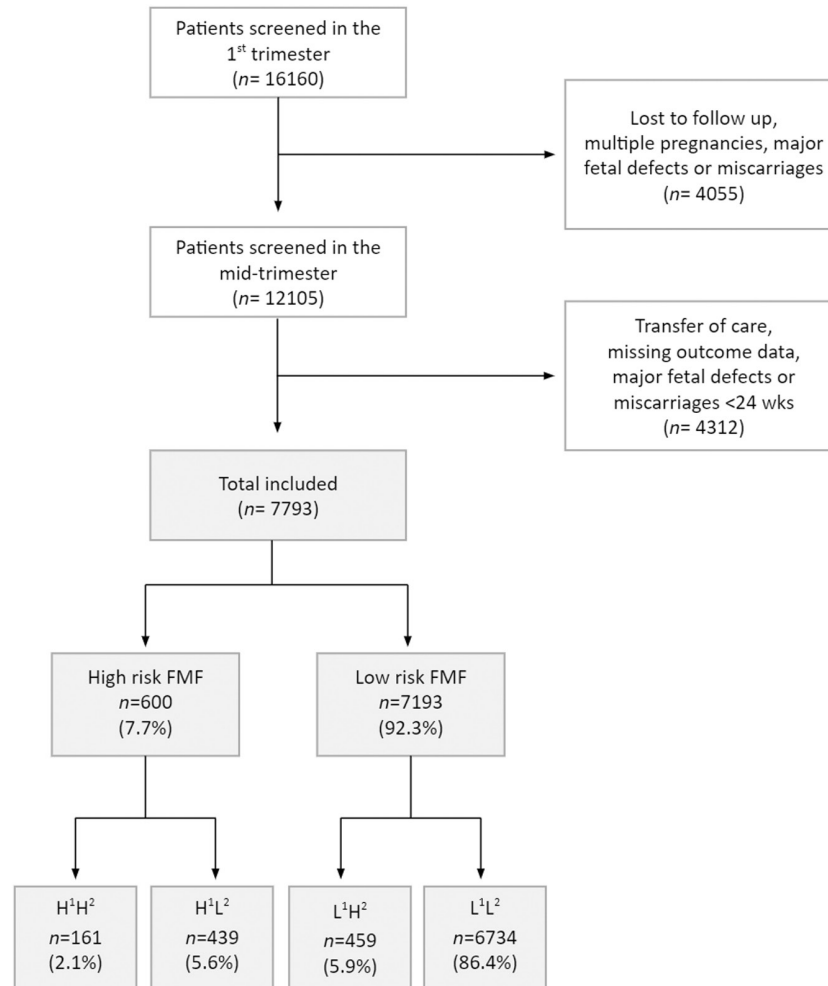 Patients screened in the
1st trimester
(n= 16160)
Lost to follow up,
multiple pregnancies, major
fetal defects or miscarriages
(n= 4055)
Patients screened in the
mid-trimester
(n= 12105)
Transfer of care,
missing outcome data,
major fetal defects or
miscarriages <24 wks
(n= 4312)
Total included
(n= 7793)
High risk FMF
n=600
(7.7%)
Low risk FMF
n=7193
(92.3%)
H¹H²
n=161
(2.1%)
H¹L²
n=439
(5.6%)
L¹H²
n=459
(5.9%)
L¹L²
n=6734
(86.4%)